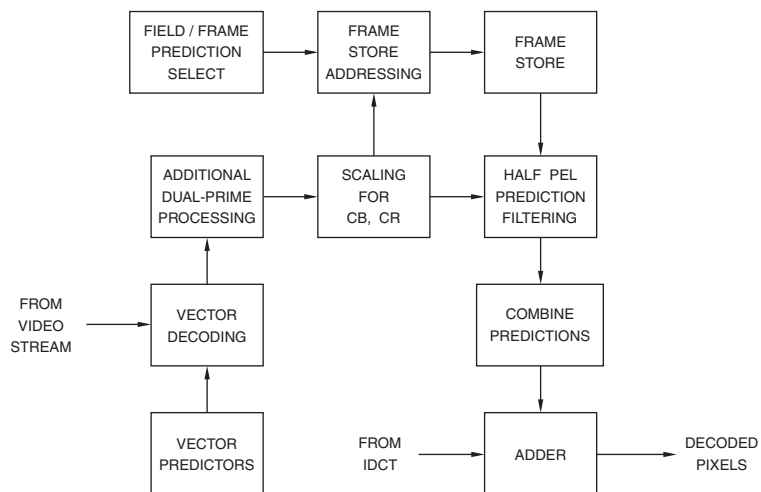 FIELD / FRAME
PREDICTION
SELECT
FRAME
STORE
ADDRESSING
FRAME
STORE
ADDITIONAL
DUAL-PRIME
PROCESSING
SCALING
FOR
CB, CR
HALF PEL
PREDICTION
FILTERING
FROM
VIDEO
STREAM
VECTOR
DECODING
COMBINE
PREDICTIONS
VECTOR
PREDICTORS
FROM
IDCT
ADDER
DECODED
PIXELS